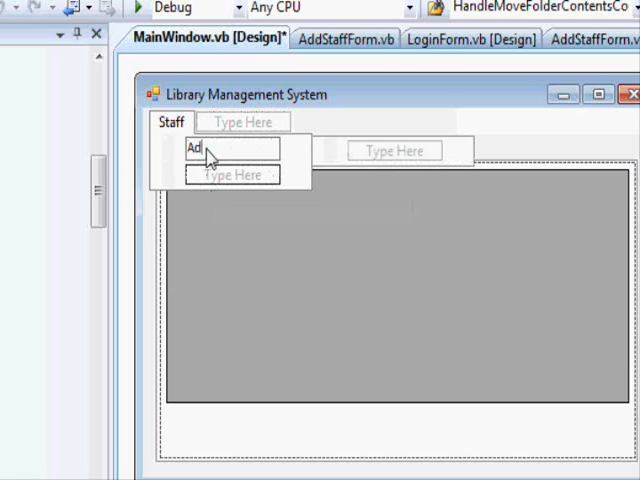 Debug Any CPU HandleMoveFolderContentsCo
MainWindow.vb [Design]* AddStaffForm.vb LoginForm.vb [Design] AddStaffForm.v
Library Management System
Staff Type Here
Ad Type Here
Type Here